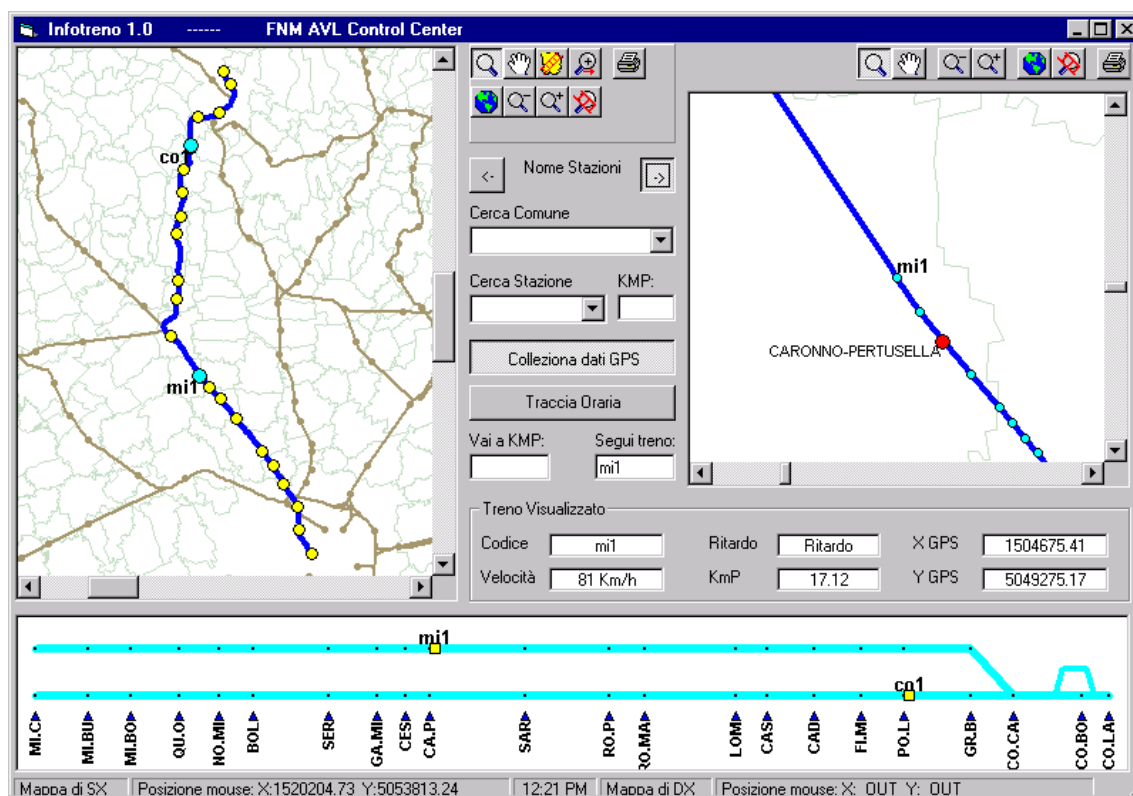 Infotreno 1.0 ------ FNM AVL Control Center
co1
mi1
<- Nome Stazioni ->
Cerca Comune
Cerca Stazione KMP:
Colleziona dati GPS
Traccia Oraria
Vai a KMP: Segui treno:
mi1
mi1
CARONNO-PERTUSELLA
Treno Visualizzato
Codice mi1 Ritardo Ritardo X GPS 1504675.41
Velocità 81 Km/h KmP 17.12 Y GPS 5049275.17
mi1
co1
MI.C MI.BU MI.BO QU.O NO.MI BOL SER GA.MI CES CA.P SAR RO.P RO.MA LOM CAS CAD FI.M PO.L GR.B CO.CA CO.BO CO.LA
Mappa di SX Posizione mouse: X:1520204.73 Y:5053813.24 12:21 PM Mappa di DX Posizione mouse: X: OUT Y: OUT